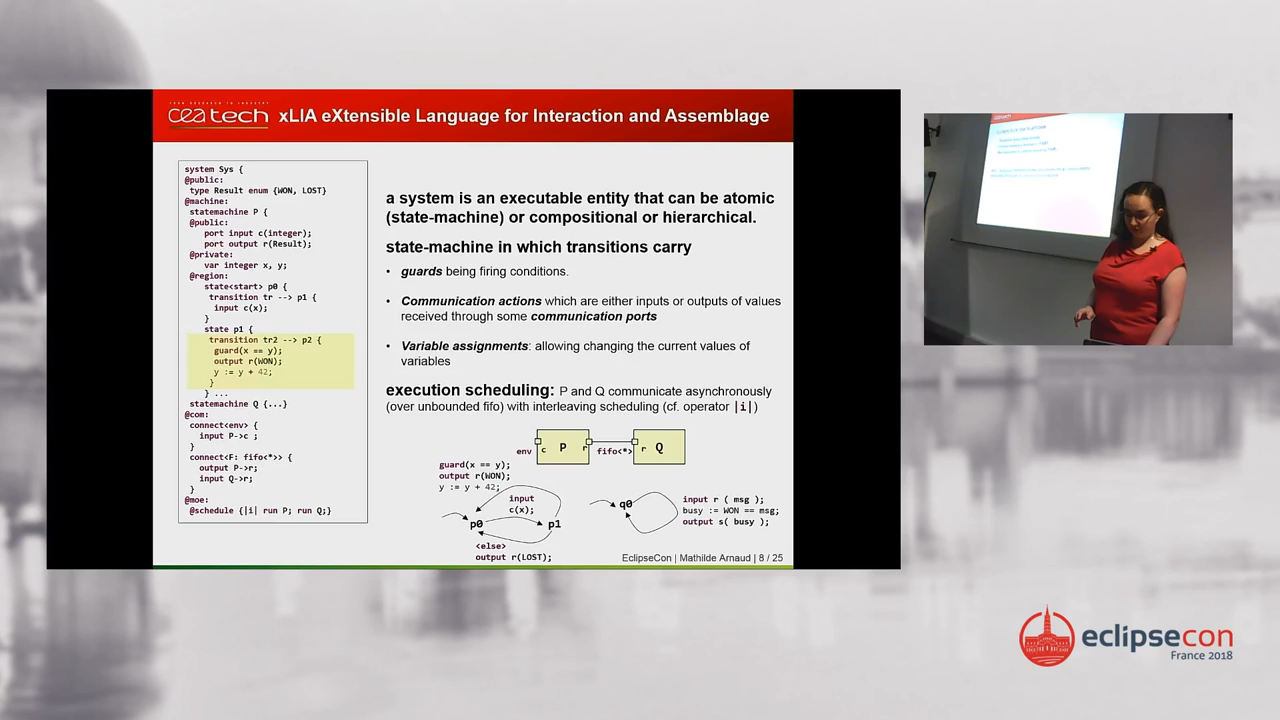 FROM RESEARCH TO INDUSTRY
ceatech
xLIA eXtensible Language for Interaction and Assemblage
system Sys {
@public:
type Result enum {WON, LOST}
@machine:
statemachine P {
@public:
port input c(integer);
port output r(Result);
@private:
var integer x, y;
@region:
state<start> p0 {
transition tr --> p1 {
input c(x);
}
state p1 {
transition tr2 --> p2 {
guard(x == y);
output r(WON);
y := y + 42;
}
} ...
statemachine Q {...}
@com:
connect<env> {
input P->c ;
}
connect<F: fifo<*>> {
output P->r;
input Q->r;
}
@moe:
@schedule {|i| run P; run Q;}
a system is an executable entity that can be atomic
(state-machine) or compositional or hierarchical.
state-machine in which transitions carry
• guards being firing conditions.
• Communication actions which are either inputs or outputs of values
received through some communication ports
• Variable assignments: allowing changing the current values of
variables
execution scheduling: P and Q communicate asynchronously
(over unbounded fifo) with interleaving scheduling (cf. operator |i|)
env c P r fifo<*> r Q
guard(x == y);
output r(WON);
y := y + 42;
input
c(x);
p0 p1
<else>
output r(LOST);
q0
input r ( msg );
busy := WON == msg;
output s( busy );
EclipseCon | Mathilde Arnaud | 8 / 25
eclipsecon
France 2018